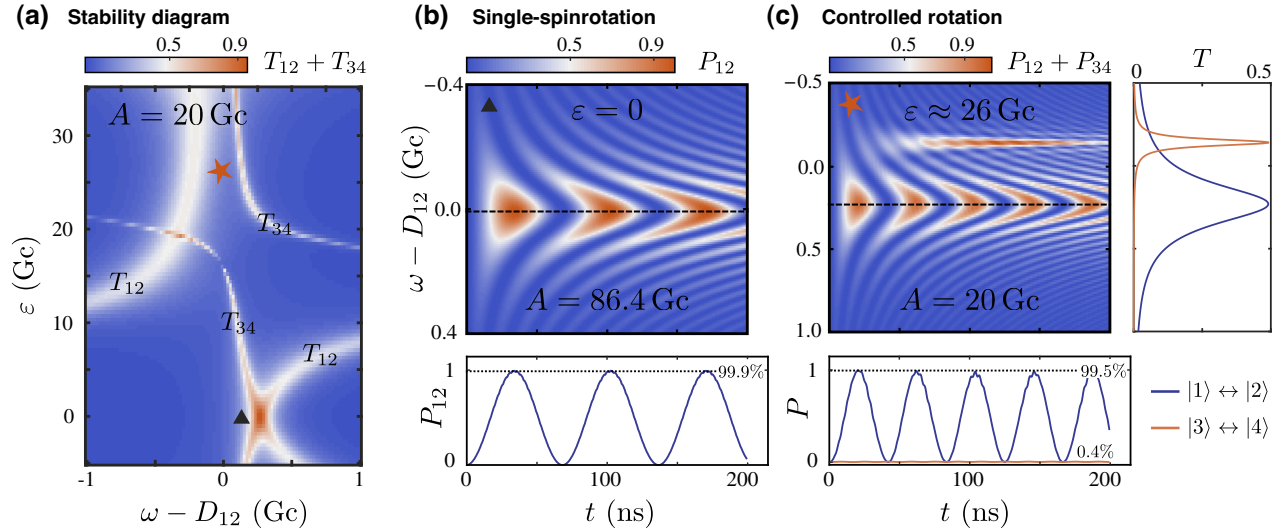 (a) Stability diagram
0.5 0.9
T12 + T34
A = 20 Gc
T34
T12
T34
T12
30
20
10
0
ε (Gc)
-1 0 1
ω − D12 (Gc)
(b) Single-spinrotation
0.5 0.9
P12
ε = 0
A = 86.4 Gc
−0.4
0.0
0.4
ω − D12 (Gc)
1
99.9%
P12
0
0 100 200
t (ns)
(c) Controlled rotation
0.5 0.9
P12 + P34
ε ≈ 26 Gc
A = 20 Gc
−0.5
0.0
0.5
1.0
T
0 0.5
1
99.5%
P
0.4%
0
0 100 200
t (ns)
|1⟩ ↔ |2⟩
|3⟩ ↔ |4⟩